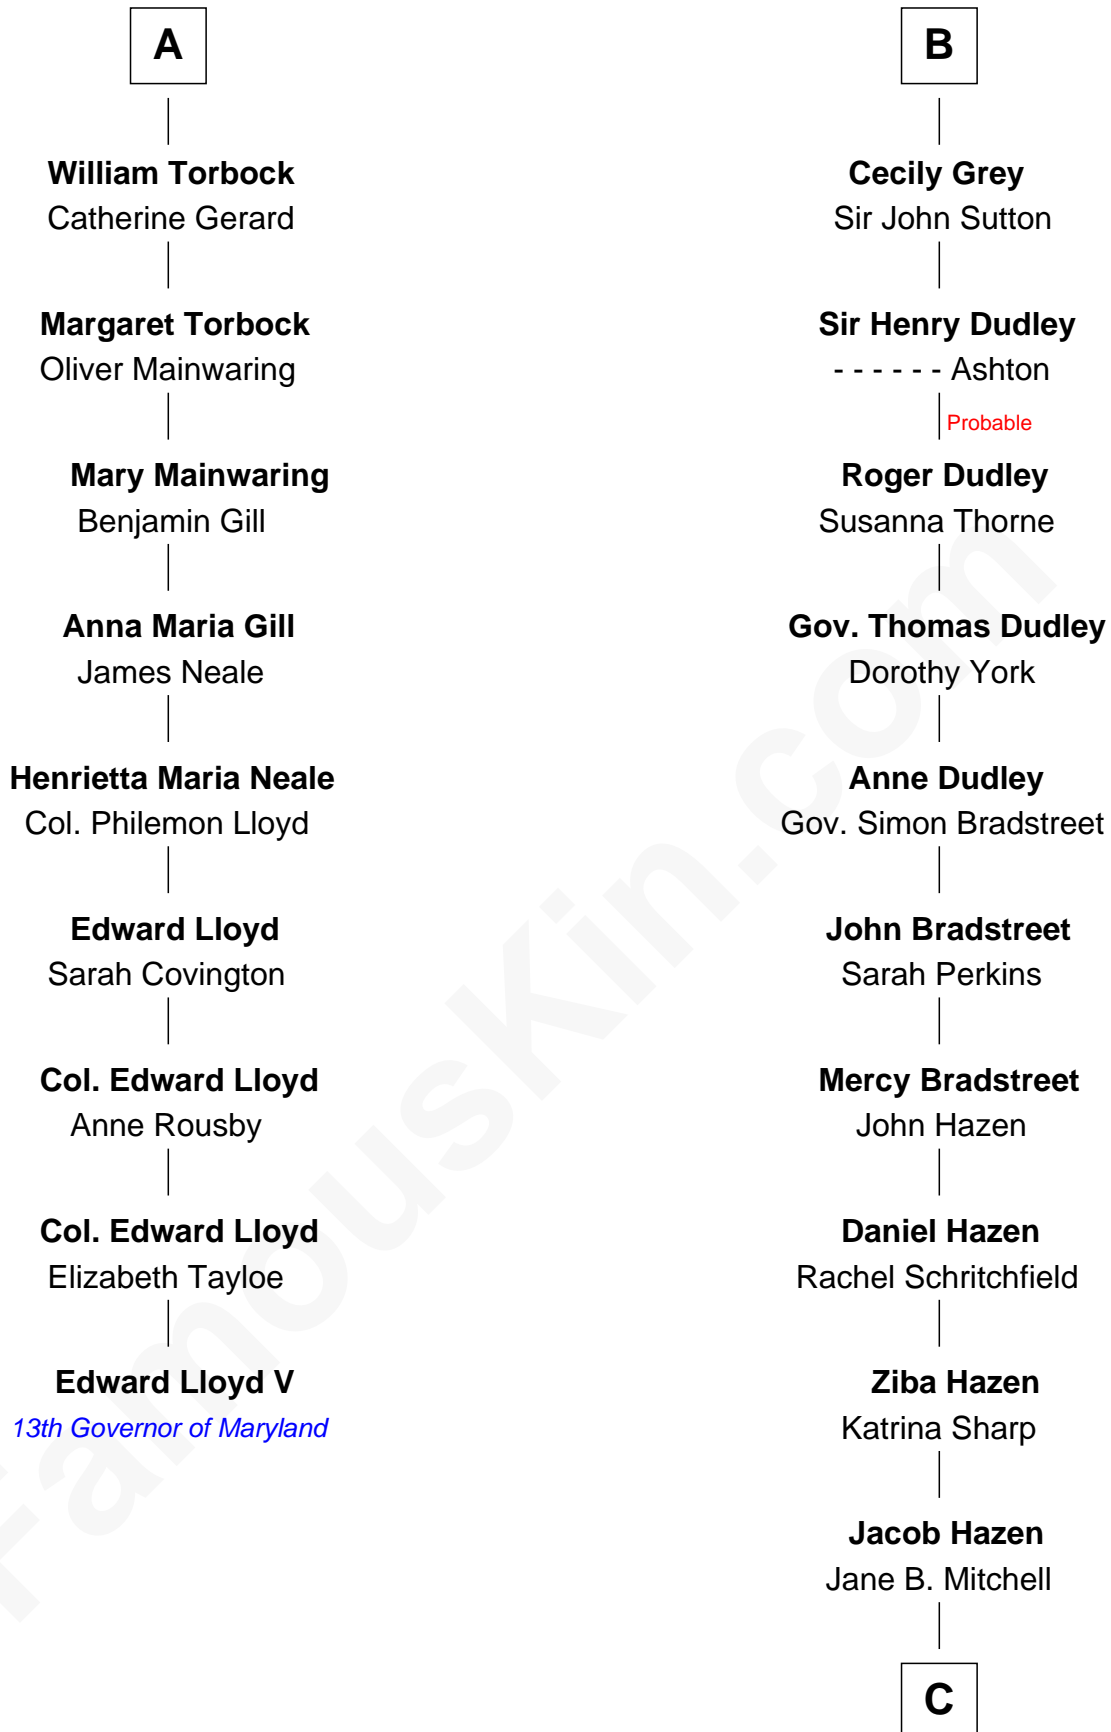 A
William Torbock
Catherine Gerard
Margaret Torbock
Oliver Mainwaring
Mary Mainwaring
Benjamin Gill
Anna Maria Gill
James Neale
Henrietta Maria Neale
Col. Philemon Lloyd
Edward Lloyd
Sarah Covington
Col. Edward Lloyd
Anne Rousby
Col. Edward Lloyd
Elizabeth Tayloe
Edward Lloyd V
13th Governor of Maryland
B
Cecily Grey
Sir John Sutton
Sir Henry Dudley
- - - - - - Ashton
Probable
Roger Dudley
Susanna Thorne
Gov. Thomas Dudley
Dorothy York
Anne Dudley
Gov. Simon Bradstreet
John Bradstreet
Sarah Perkins
Mercy Bradstreet
John Hazen
Daniel Hazen
Rachel Schritchfield
Ziba Hazen
Katrina Sharp
Jacob Hazen
Jane B. Mitchell
C
FamousKin.com